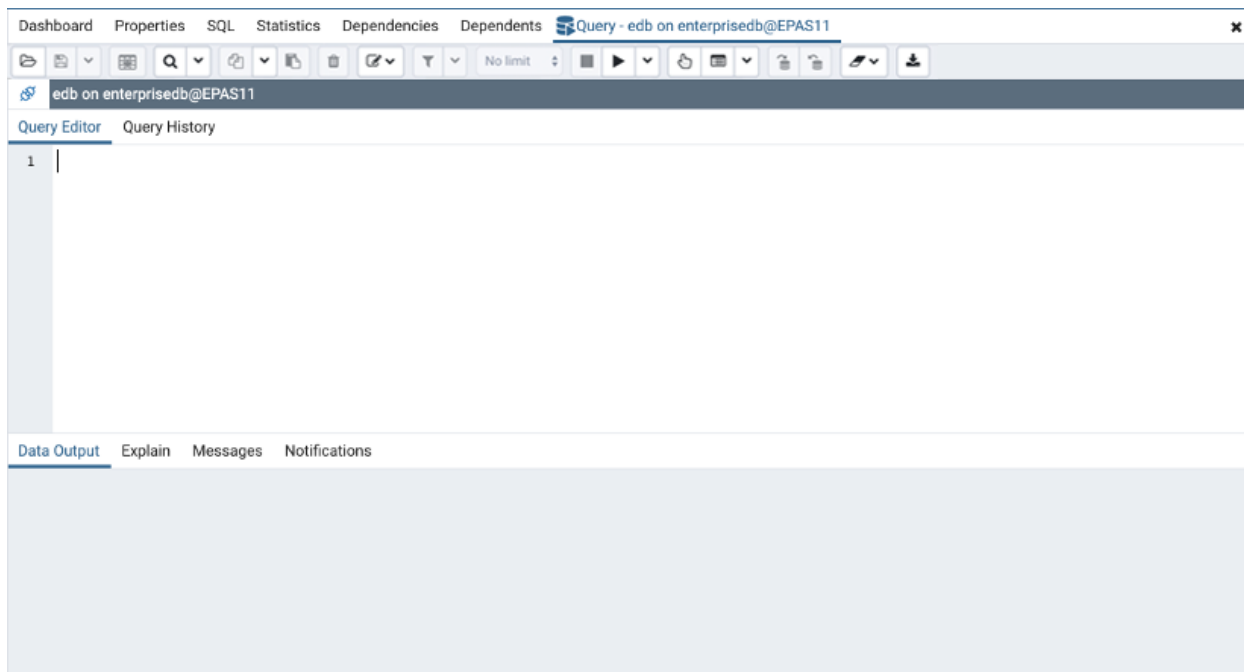 Dashboard Properties SQL Statistics Dependencies Dependents Query - edb on enterprisedb@EPAS11
No limit
edb on enterprisedb@EPAS11
Query Editor Query History
1
Data Output Explain Messages Notifications